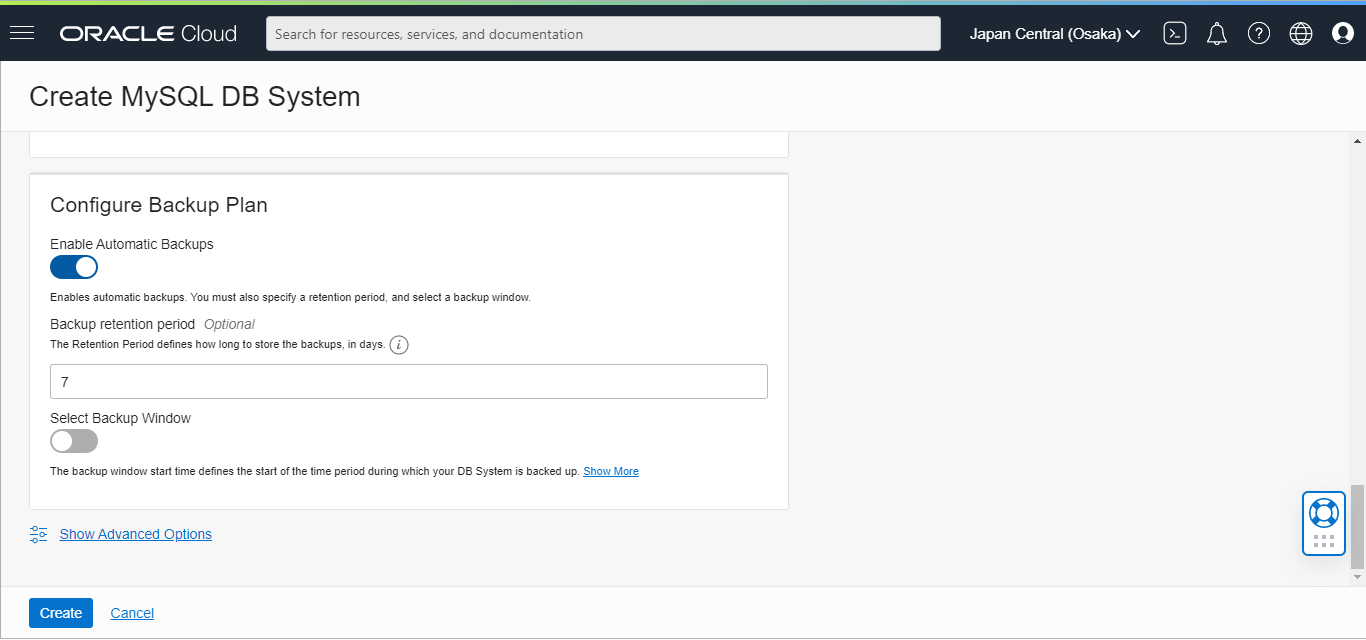 ORACLE Cloud
Search for resources, services, and documentation
Japan Central (Osaka)
Create MySQL DB System
Configure Backup Plan
Enable Automatic Backups
Enables automatic backups. You must also specify a retention period, and select a backup window.
Backup retention period Optional
The Retention Period defines how long to store the backups, in days.
7
Select Backup Window
The backup window start time defines the start of the time period during which your DB System is backed up. Show More
Show Advanced Options
Create Cancel